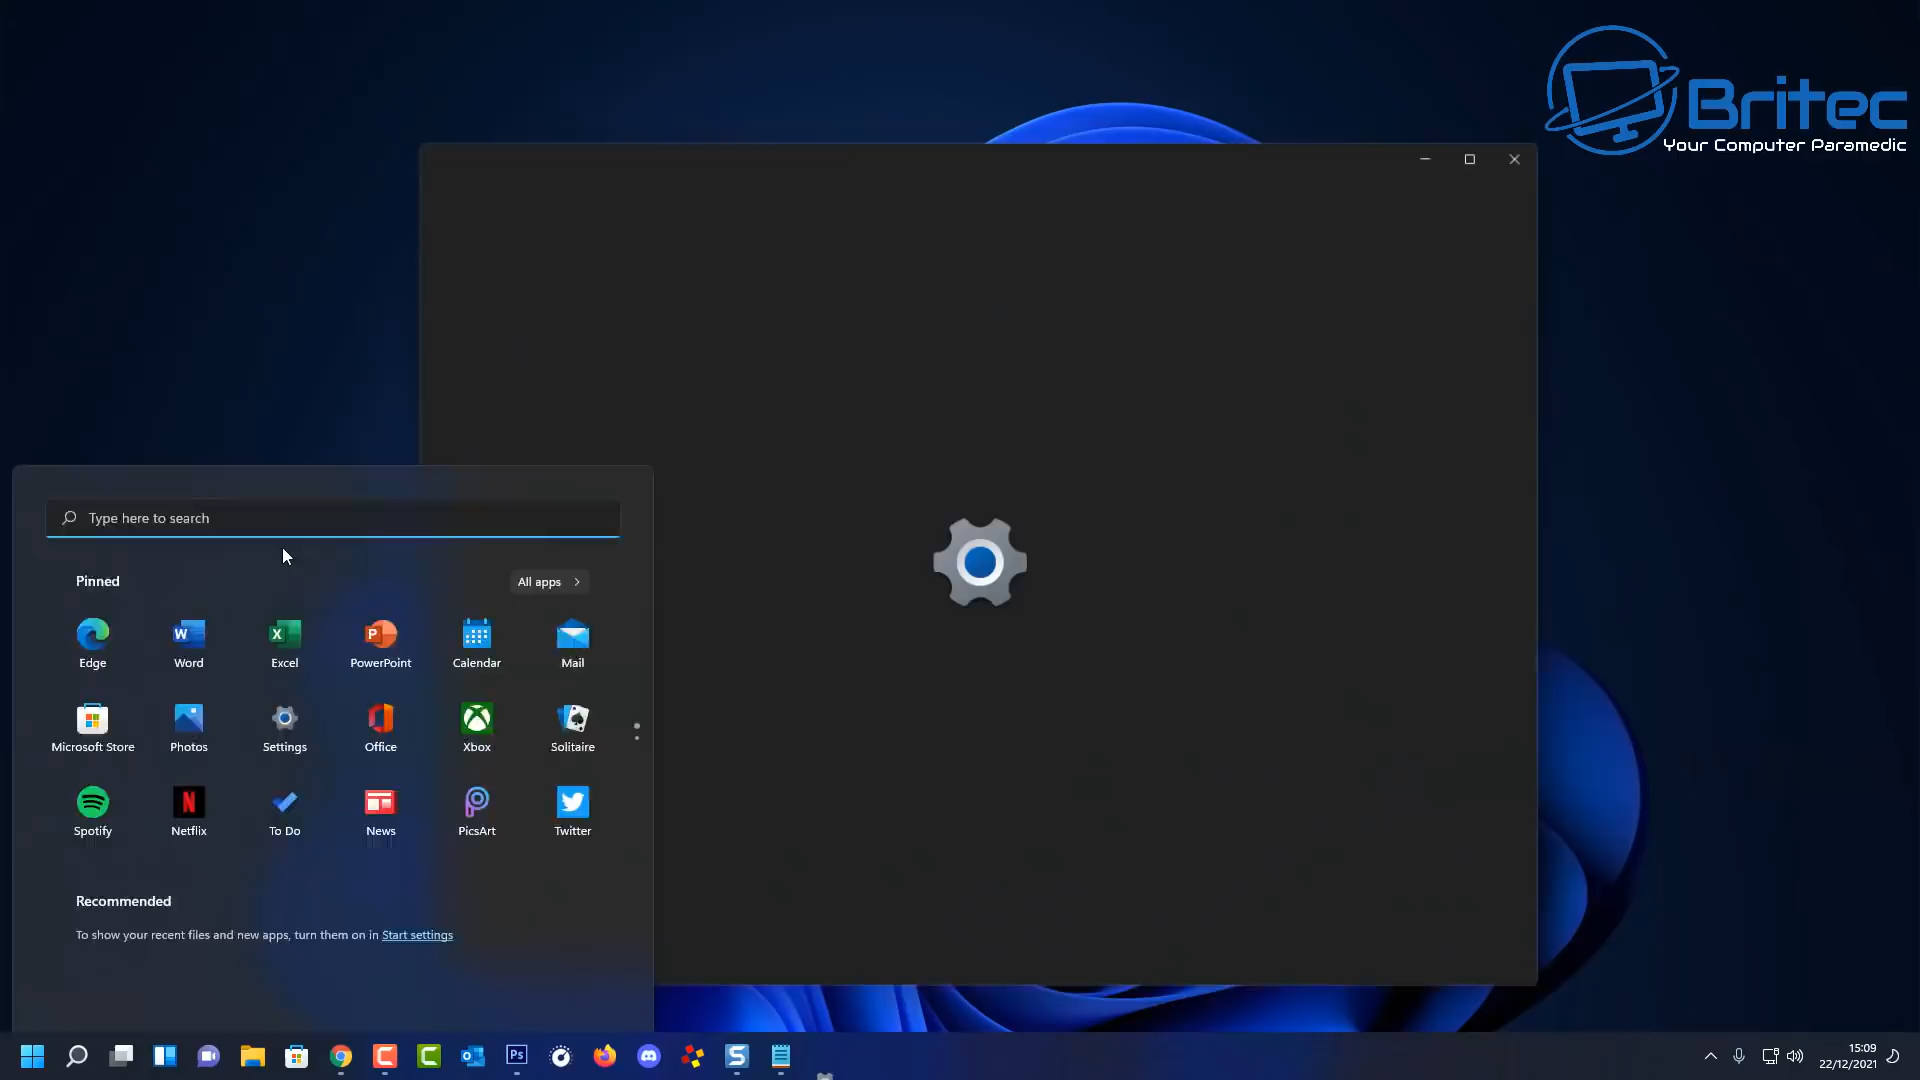 Britec
Your Computer Paramedic
Type here to search
Pinned
All apps
Edge
Word
Excel
PowerPoint
Calendar
Mail
Microsoft Store
Photos
Settings
Office
Xbox
Solitaire
Spotify
Netflix
To Do
News
PicsArt
Twitter
Recommended
To show your recent files and new apps, turn them on in Start settings
15:09
22/12/2021